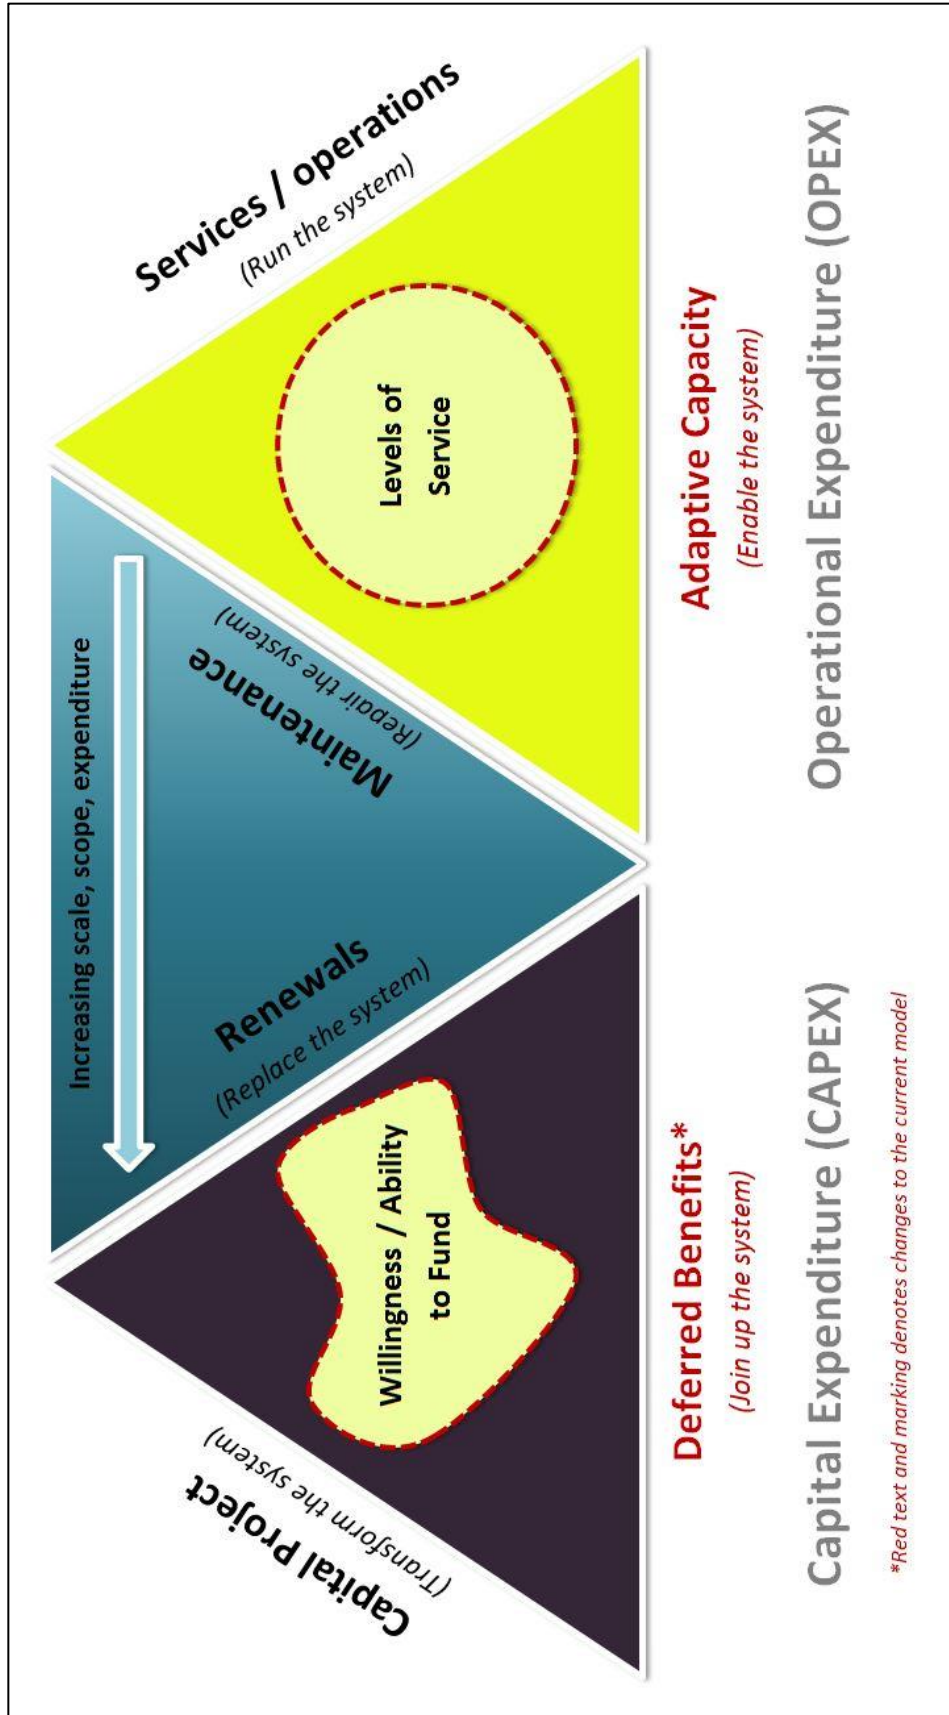 Increasing scale, scope, expenditure
Capital Project
(Transform the system)
Renewals
(Replace the system)
Maintenance
(Repair the system)
Services / operations
(Run the system)
Willingness / Ability
to Fund
Levels of
Service
Deferred Benefits*
(Join up the system)
Adaptive Capacity
(Enable the system)
Capital Expenditure (CAPEX)
Operational Expenditure (OPEX)
*Red text and marking denotes changes to the current model